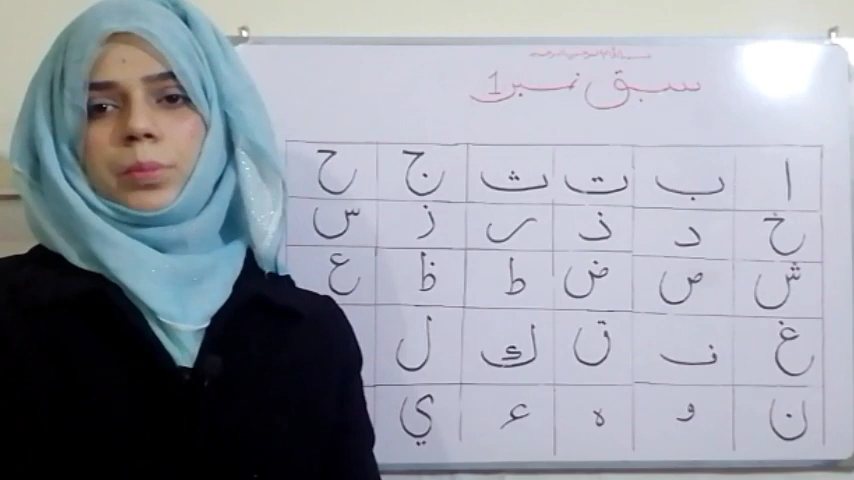 سبق نمبر 1
ا ب ت ث ج ح
خ د ذ ر ز س
ش ص ض ط ظ ع
غ ف ق ك ل
ن و ه ء ي